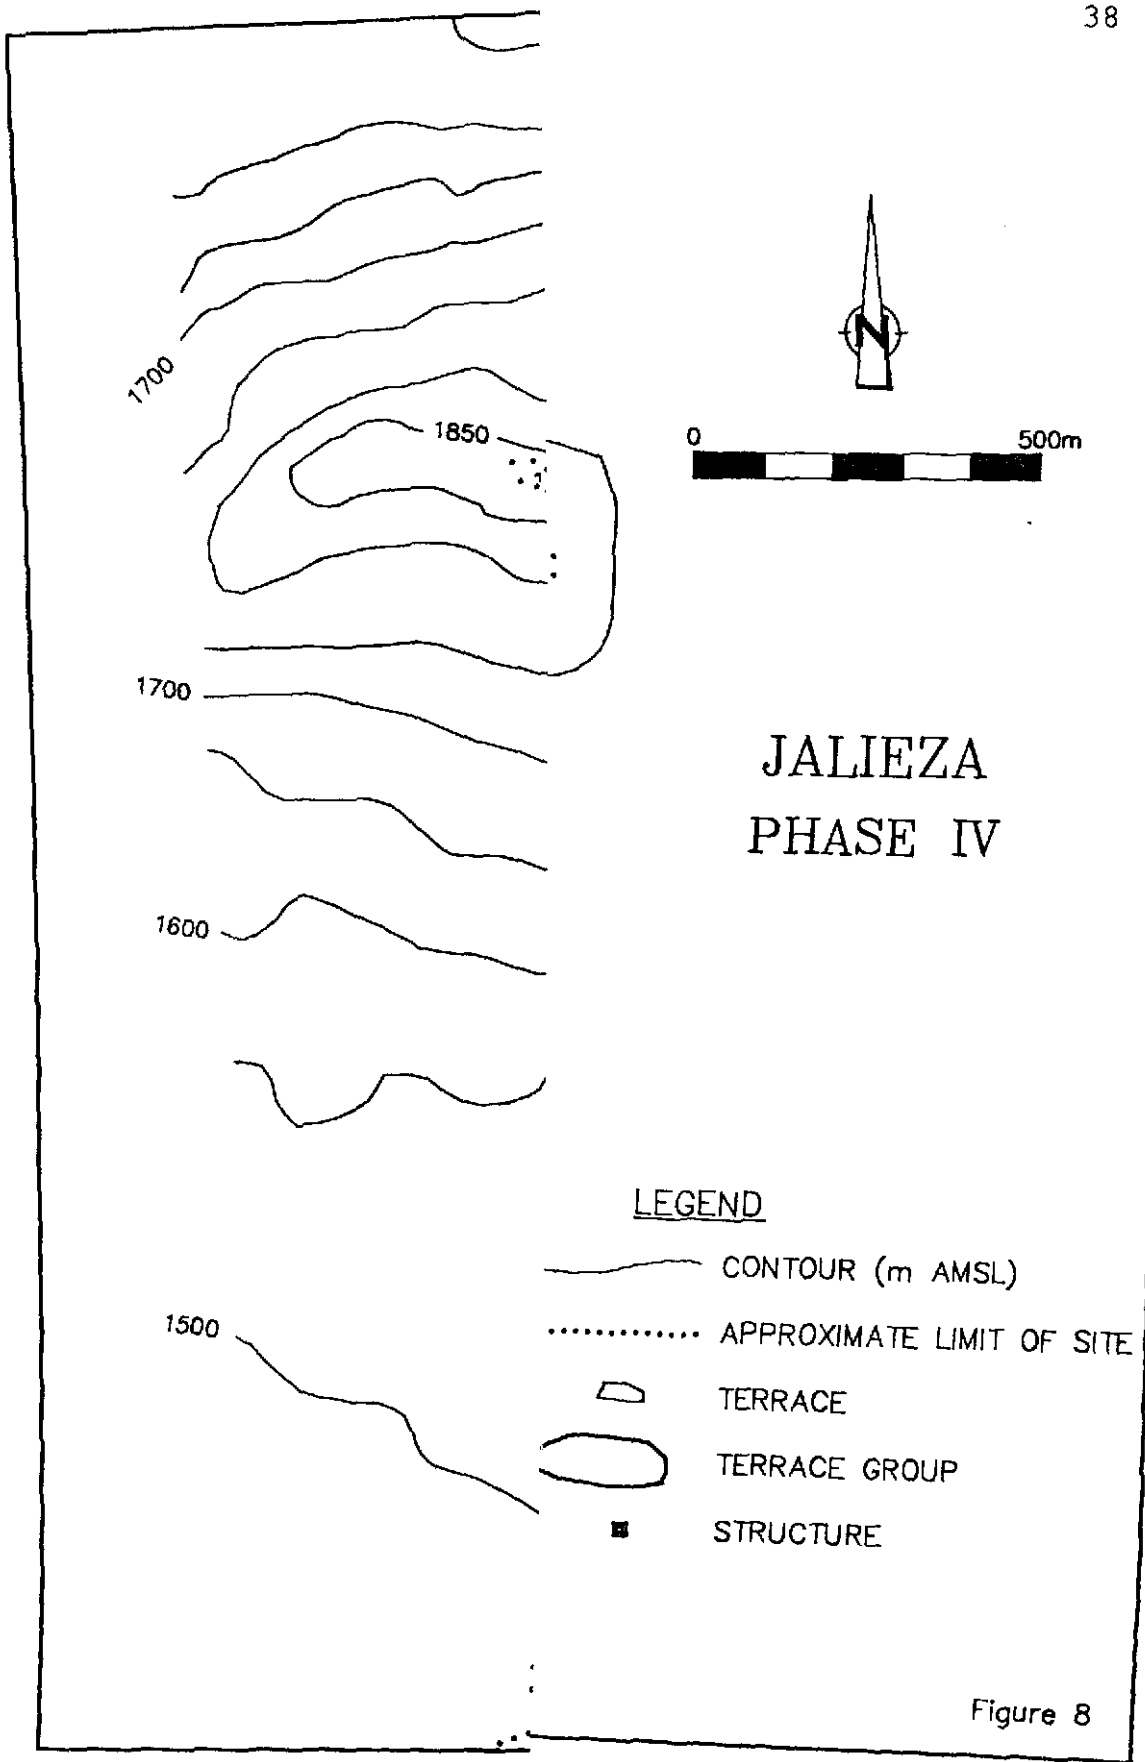 38
1700
1850
N
0 500m
1700
JALIEZA
PHASE IV
1600
LEGEND
CONTOUR (m AMSL)
1500
APPROXIMATE LIMIT OF SITE
TERRACE
TERRACE GROUP
STRUCTURE
Figure 8